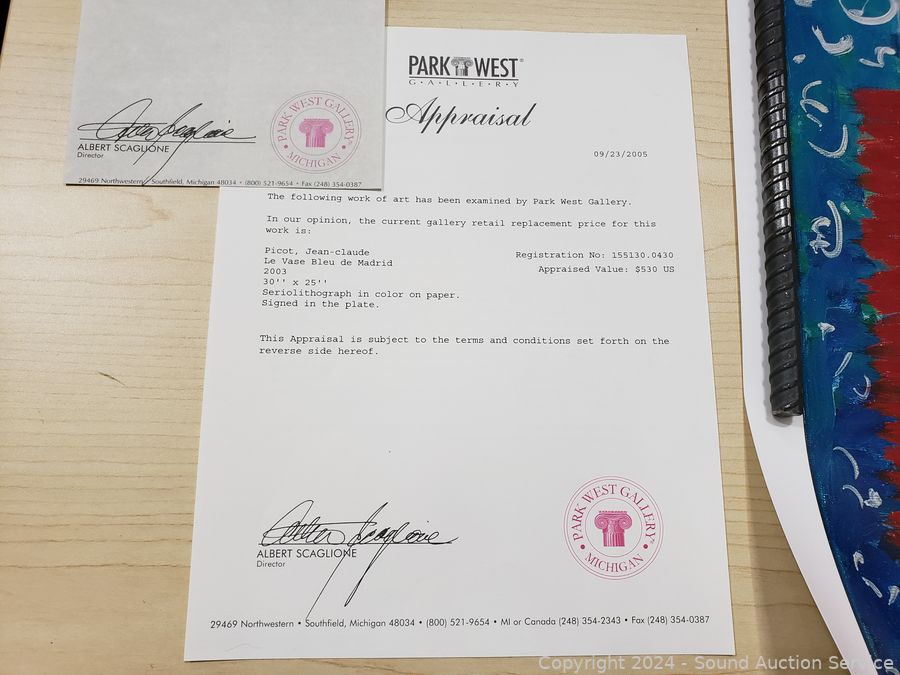 PARK WEST®
G·A·L·L·E·R·Y
Appraisal
09/23/2005
PARK WEST GALLERY
MICHIGAN
ALBERT SCAGLIONE
Director
29469 Northwestern • Southfield, Michigan 48034 • (800) 521-9654 • Fax (248) 354-0387
The following work of art has been examined by Park West Gallery.
In our opinion, the current gallery retail replacement price for this
work is:
Picot, Jean-claude
Le Vase Bleu de Madrid
2003
30'' x 25''
Seriolithograph in color on paper.
Signed in the plate.
Registration No: 155130.0430
Appraised Value: $530 US
This Appraisal is subject to the terms and conditions set forth on the
reverse side hereof.
ALBERT SCAGLIONE
Director
PARK WEST GALLERY
MICHIGAN
29469 Northwestern • Southfield, Michigan 48034 • (800) 521-9654 • MI or Canada (248) 354-2343 • Fax (248) 354-0387
Copyright 2024 - Sound Auction Service